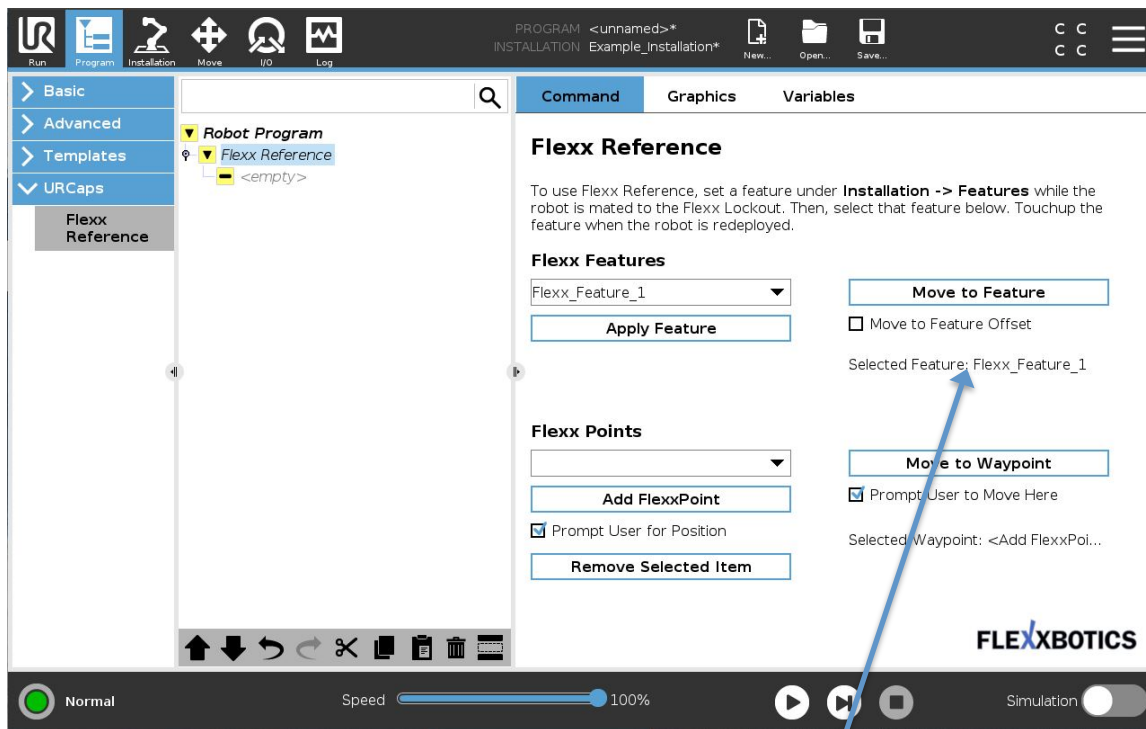 PROGRAM <unnamed>*
INSTALLATION Example_Installation*
Run
Program
Installation
Move
I/O
Log
New...
Open...
Save...
C C
C C
Basic
Advanced
Templates
URCaps
Flexx
Reference
Robot Program
Flexx Reference
<empty>
Command Graphics Variables
Flexx Reference
To use Flexx Reference, set a feature under Installation -> Features while the
robot is mated to the Flexx Lockout. Then, select that feature below. Touchup the
feature when the robot is redeployed.
Flexx Features
Flexx_Feature_1
Move to Feature
Apply Feature
Move to Feature Offset
Selected Feature: Flexx_Feature_1
Flexx Points
Move to Waypoint
Add FlexxPoint
Prompt User to Move Here
Prompt User for Position
Selected Waypoint: <Add FlexxPoi...
Remove Selected Item
FLEXXBOTICS
Normal
Speed
100%
Simulation